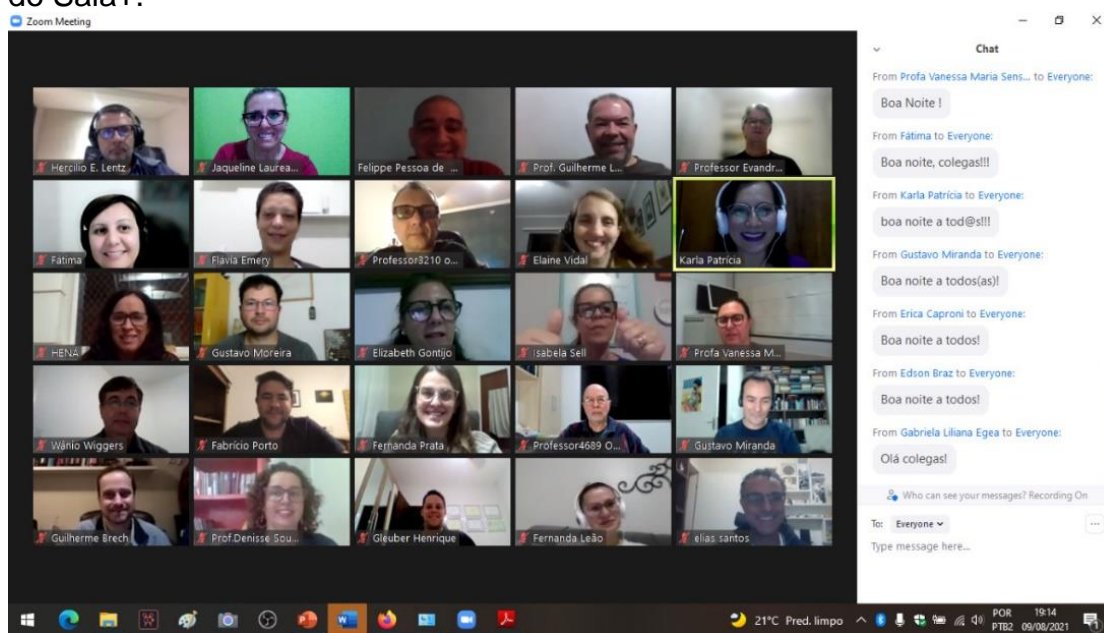 do Sala+.
Zoom Meeting
Chat
From Profa Vanessa Maria Sens... to Everyone:
Boa Noite !
From Fátima to Everyone:
Boa noite, colegas!!!
From Karla Patrícia to Everyone:
boa noite a tod@s!!!
From Gustavo Miranda to Everyone:
Boa noite a todos(as)!
From Erica Caproni to Everyone:
Boa noite a todos!
From Edson Braz to Everyone:
Boa noite a todos!
From Gabriela Liliana Egea to Everyone:
Olá colegas!
Who can see your messages? Recording On
To: Everyone
Type message here...
Hercilio E. Lentz
Jaqueline Laurea...
Felippe Pessoa de ...
Prof. Guilherme L...
Professor Evandr...
Fátima
Flavia Emery
Professor3210 o...
Elaine Vidal
Karla Patrícia
HENA
Gustavo Moreira
Elizabeth Gontijo
Isabela Sell
Profa Vanessa M...
Wânio Wiggers
Fabrício Porto
Fernanda Prata
Professor4689 O...
Gustavo Miranda
Guilherme Brech
Prof.Denisse Sou...
Gleuber Henrique
Fernanda Leão
elias santos
21°C Pred. limpo
POR
PTB2
19:14
09/08/2021